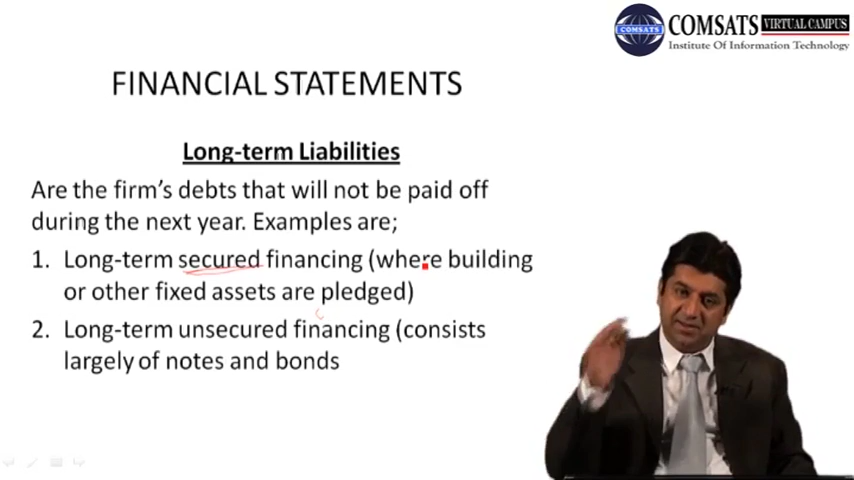 COMSATS VIRTUAL CAMPUS
COMSATS
Institute Of Information Technology
FINANCIAL STATEMENTS
Long-term Liabilities
Are the firm's debts that will not be paid off
during the next year. Examples are;
1. Long-term secured financing (where building
or other fixed assets are pledged)
2. Long-term unsecured financing (consists
largely of notes and bonds